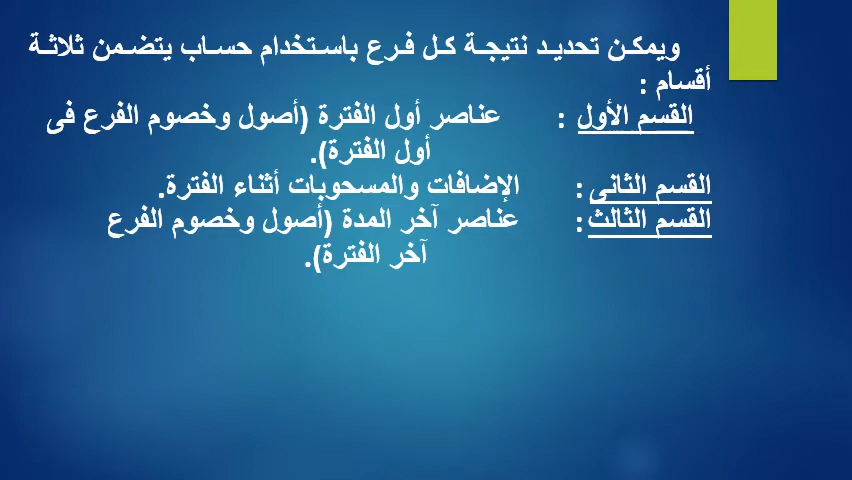 ويمكن تحديد نتيجة كل فرع باستخدام حساب يتضمن ثلاثة
أقسام :
القسم الأول : عناصر أول الفترة (أصول وخصوم الفرع فى
أول الفترة).
القسم الثانى : الإضافات والمسحوبات أثناء الفترة.
القسم الثالث : عناصر آخر المدة (أصول وخصوم الفرع
آخر الفترة).